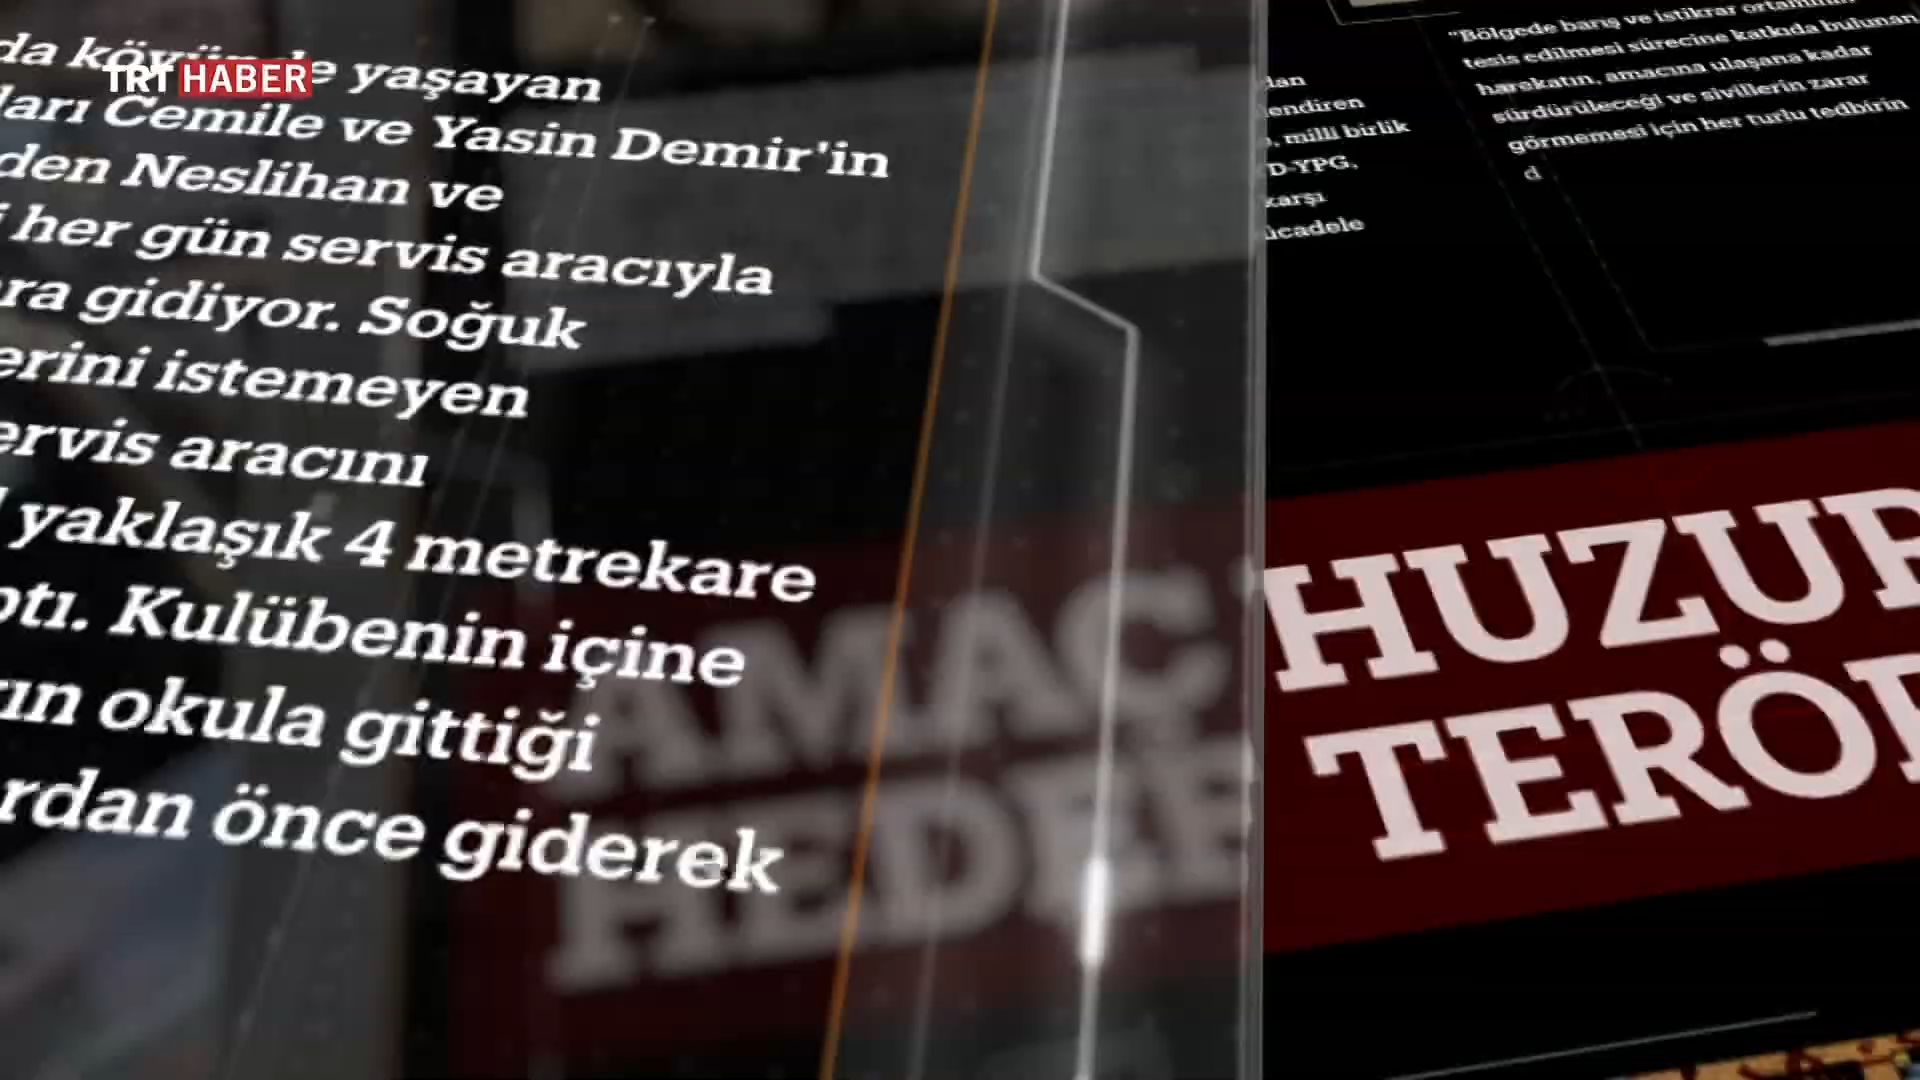 TRT HABER
da köyünde yaşayan
ları Cemile ve Yasin Demir'in
den Neslihan ve
i her gün servis aracıyla
ra gidiyor. Soğuk
erini istemeyen
ervis aracını
yaklaşık 4 metrekare
ptı. Kulübenin içine
ın okula gittiği
rdan önce giderek
AMAÇ
HEDEF
dan
endiren
, milli birlik
D-YPG,
karşı
ücadele
"Bölgede barış ve istikrar ortamının
tesis edilmesi sürecine katkıda bulunan
harekatın, amacına ulaşana kadar
sürdürüleceği ve sivillerin zarar
görmemesi için her turlu tedbirin
d
HUZUR
TERÖR